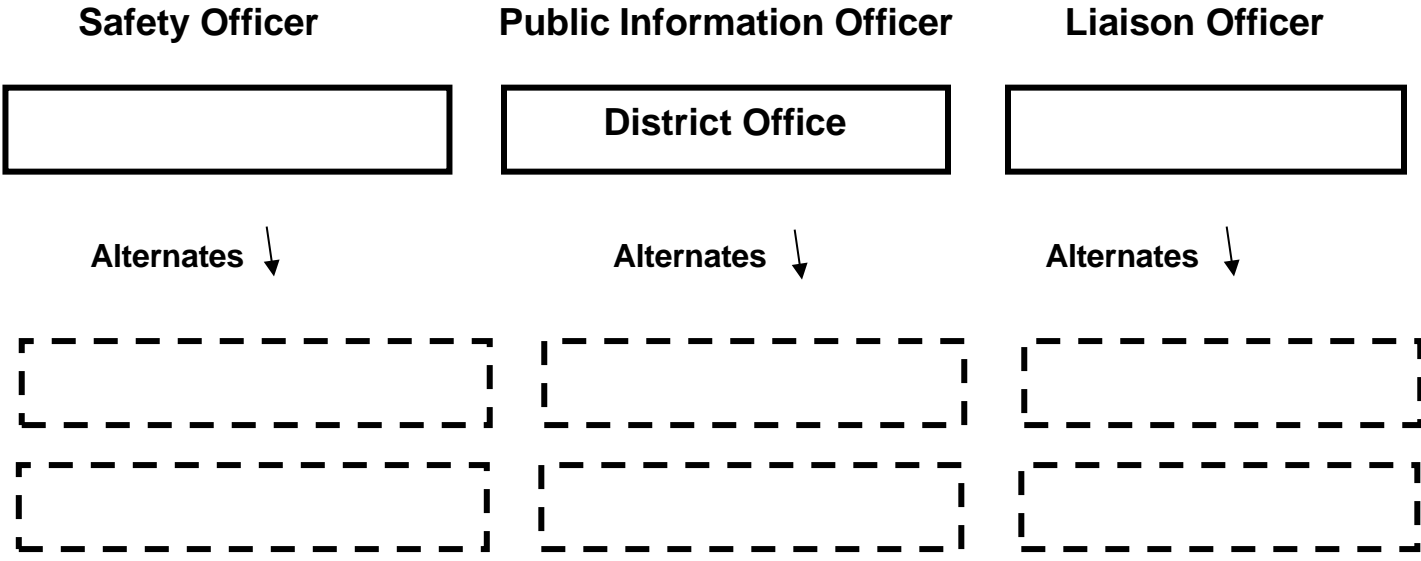 Safety Officer Public Information Officer Liaison Officer
District Office
Alternates Alternates Alternates